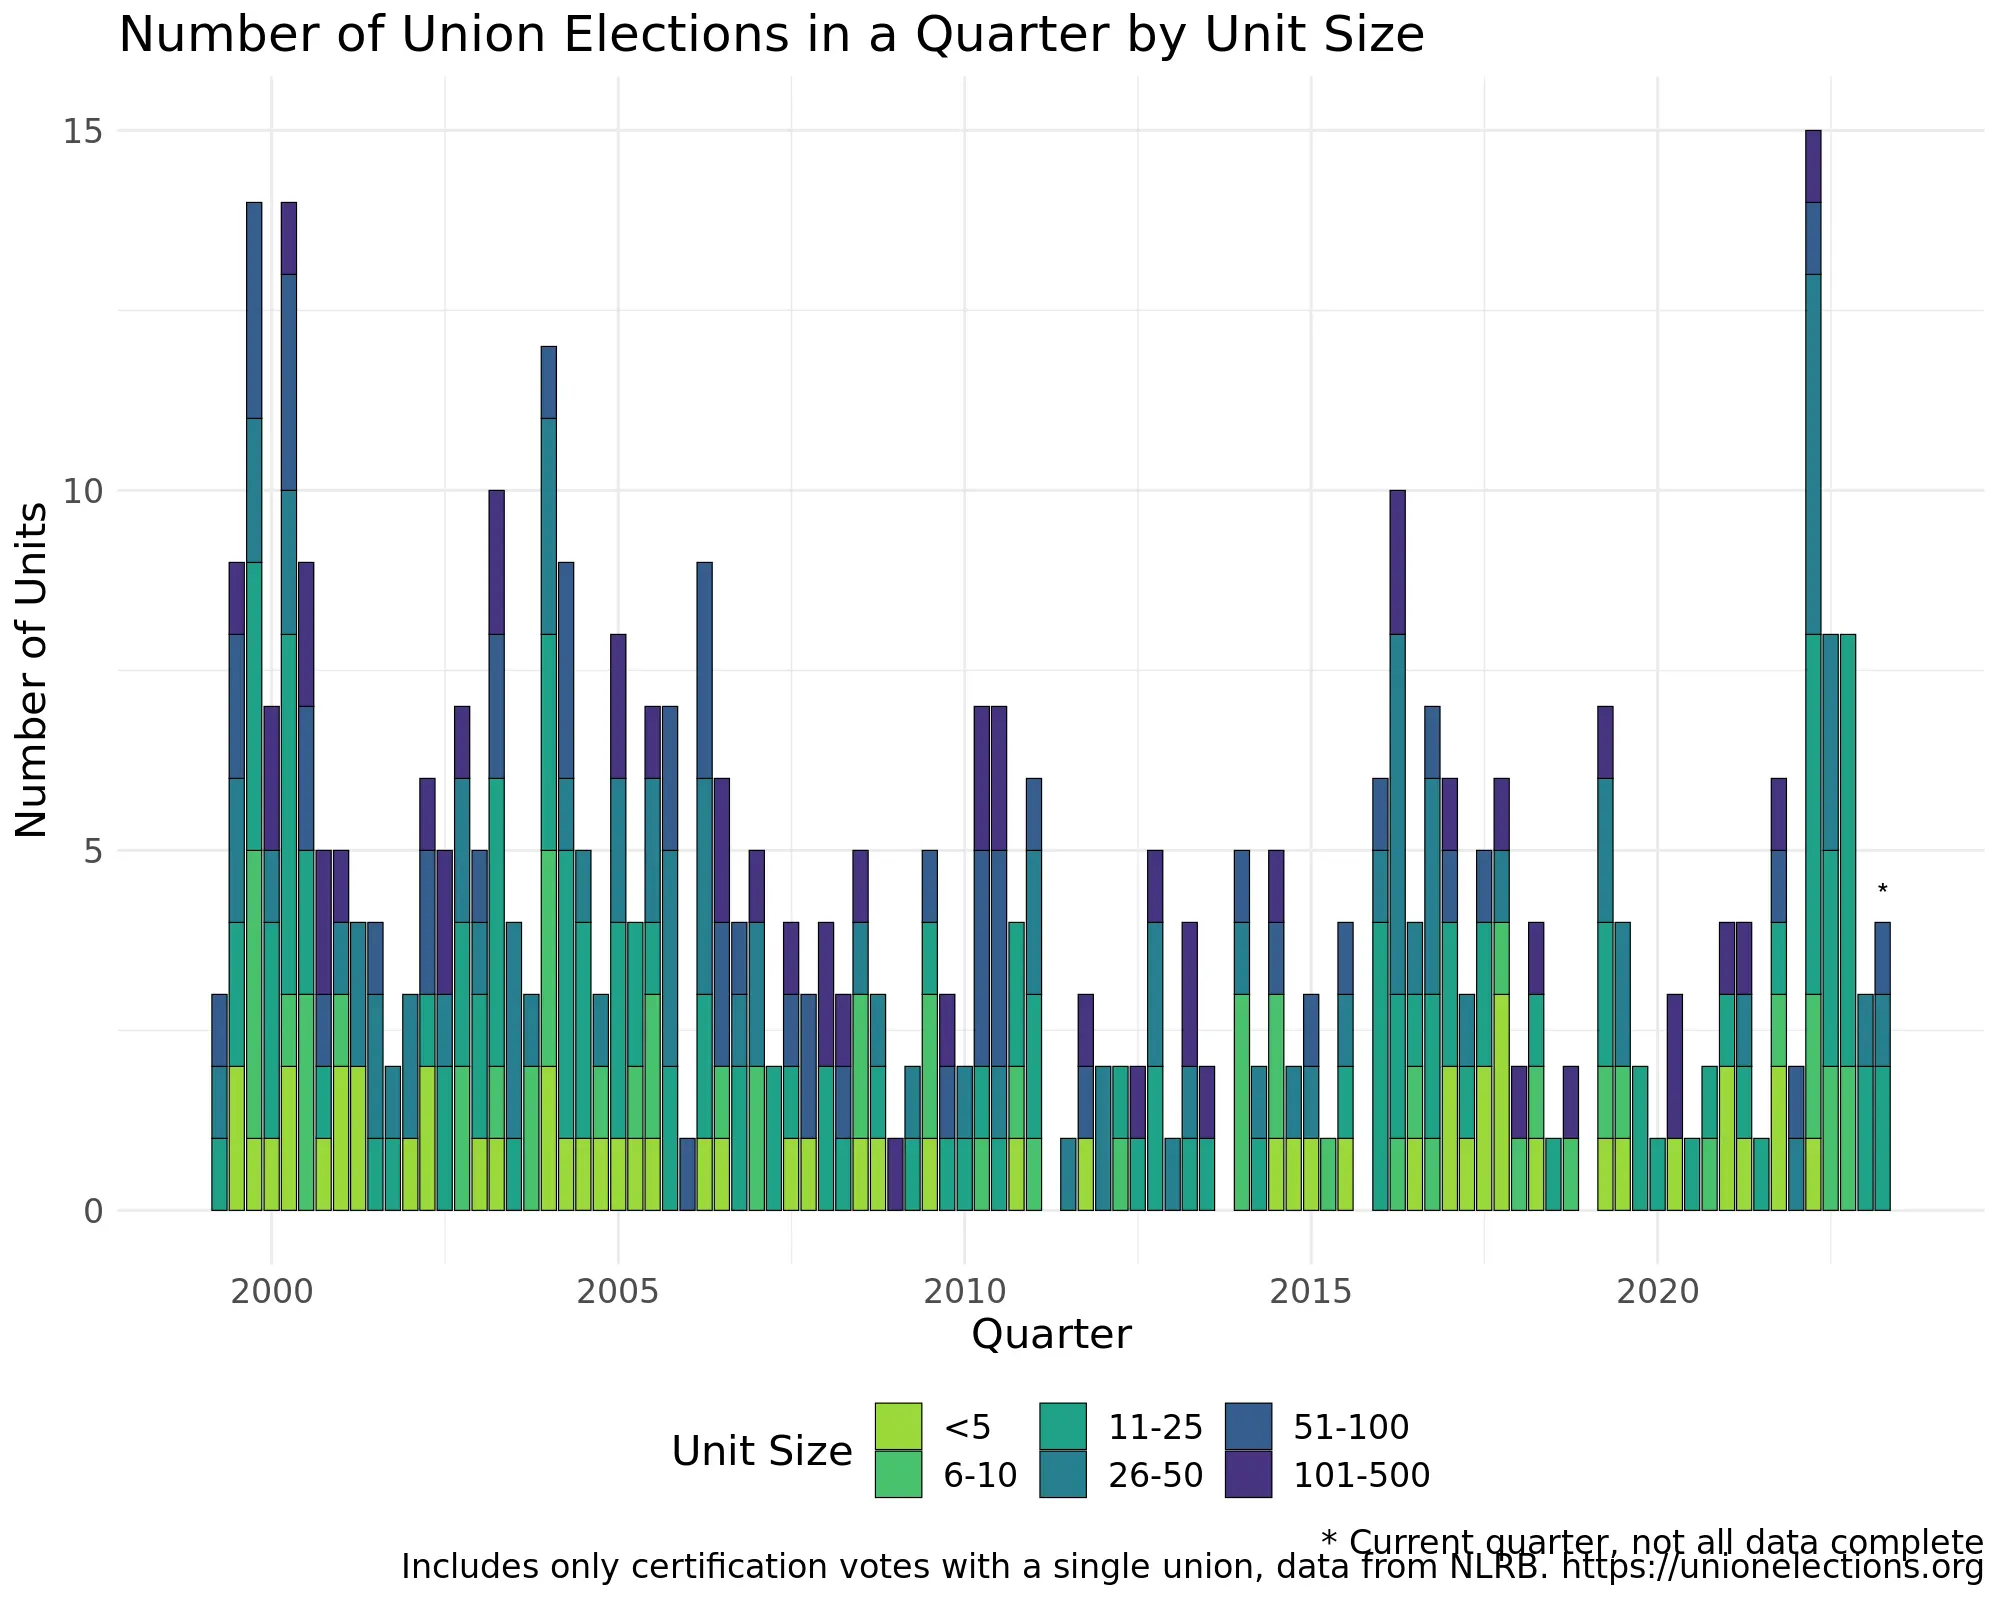 Number of Union Elections in a Quarter by Unit Size
Number of Units
15
10
5
0
*
2000 2005 2010 2015 2020
Quarter
Unit Size
<5 11-25 51-100
6-10 26-50 101-500
* Current quarter, not all data complete
Includes only certification votes with a single union, data from NLRB. https://unionelections.org